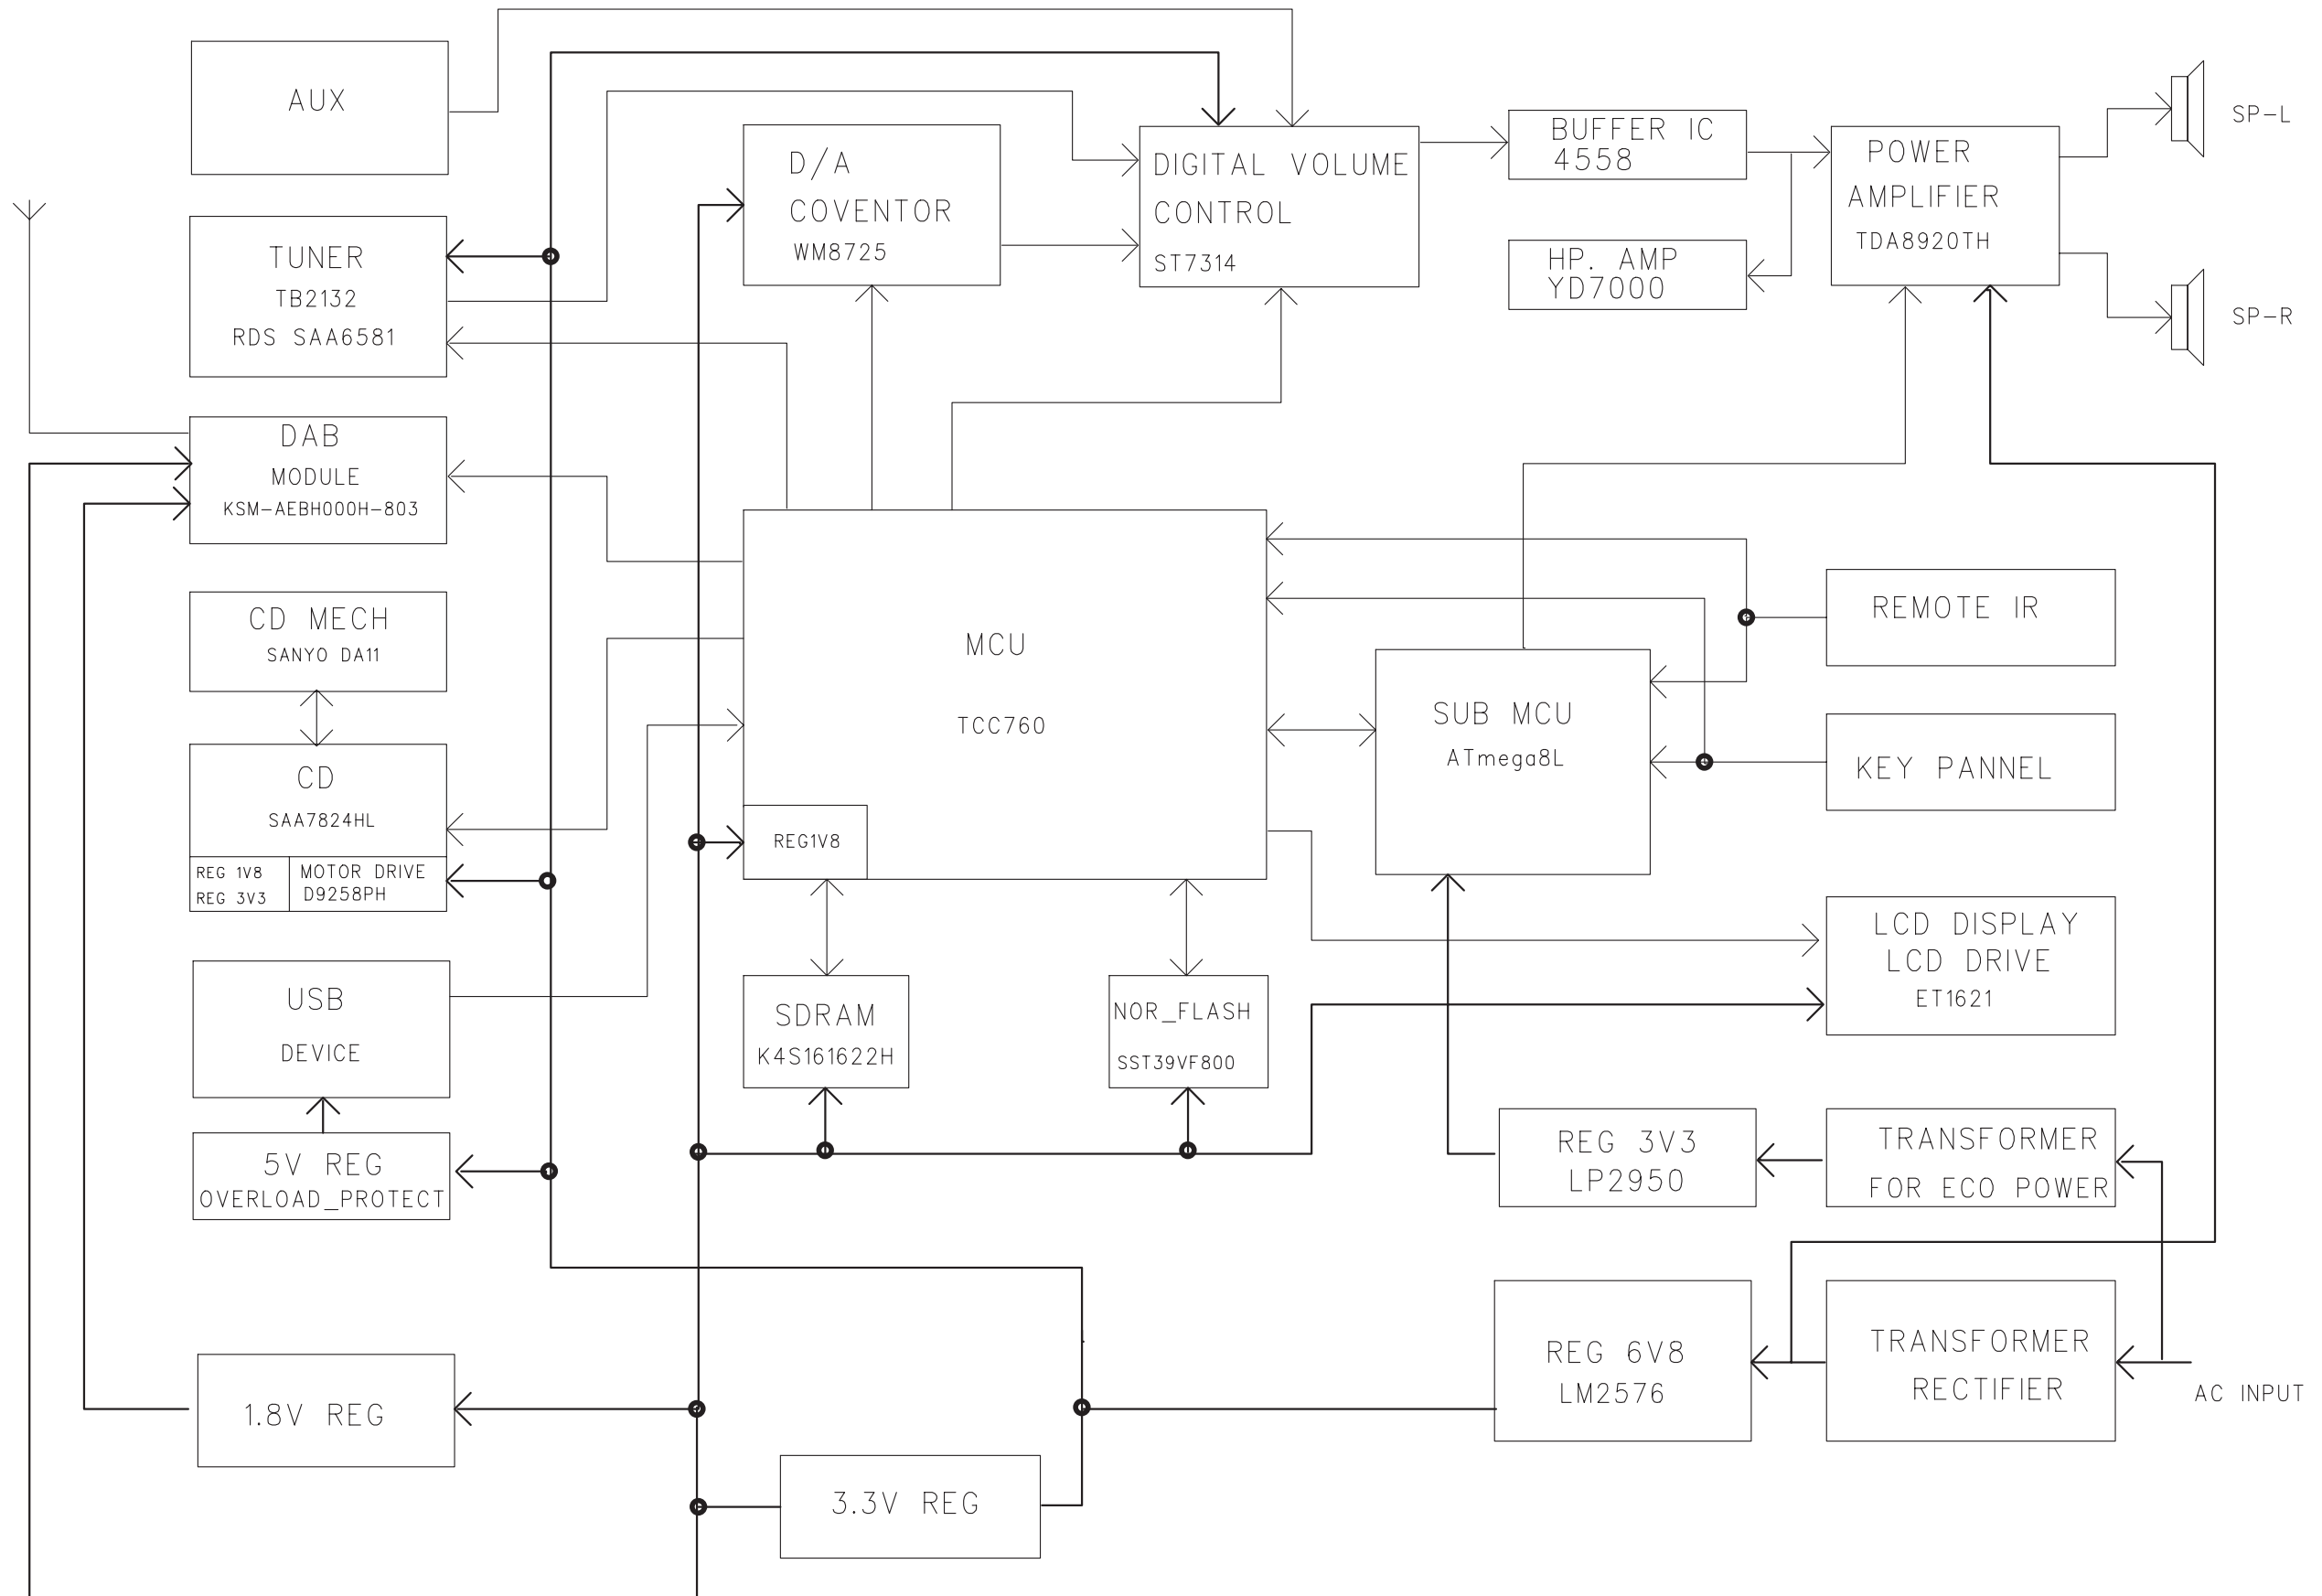 AUX
TUNER
TB2132
RDS SAA6581
DAB
MODULE
KSM-AEBH000H-803
CD MECH
SANYO DA11
CD
SAA7824HL
REG 1V8
REG 3V3
MOTOR DRIVE
D9258PH
USB
DEVICE
5V REG
OVERLOAD_PROTECT
1.8V REG
D/A
COVENTOR
WM8725
DIGITAL VOLUME
CONTROL
ST7314
BUFFER IC
4558
HP. AMP
YD7000
POWER
AMPLIFIER
TDA8920TH
SP-L
SP-R
MCU
TCC760
REG1V8
SUB MCU
ATmega8L
REMOTE IR
KEY PANNEL
LCD DISPLAY
LCD DRIVE
ET1621
SDRAM
K4S161622H
NOR_FLASH
SST39VF800
REG 3V3
LP2950
TRANSFORMER
FOR ECO POWER
REG 6V8
LM2576
TRANSFORMER
RECTIFIER
AC INPUT
3.3V REG